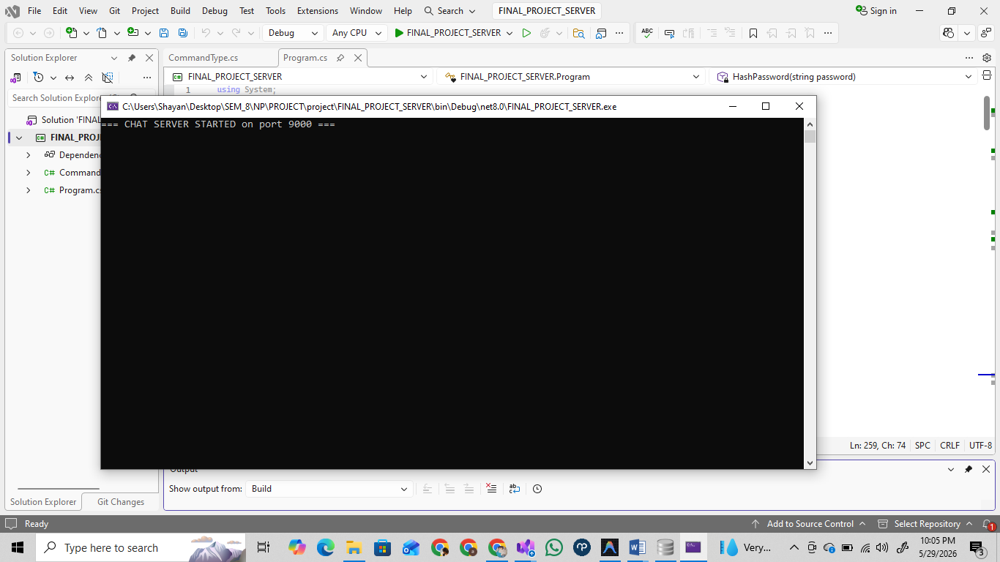 File Edit View Git Project Build Debug Test Tools Extensions Window Help Search FINAL_PROJECT_SERVER Sign in
Debug Any CPU FINAL_PROJECT_SERVER
Solution Explorer
CommandType.cs Program.cs
FINAL_PROJECT_SERVER FINAL_PROJECT_SERVER.Program HashPassword(string password)
1 using System;
Search Solution Explor
C:\Users\Shayan\Desktop\SEM_8\NP\PROJECT\project\FINAL_PROJECT_SERVER\bin\Debug\net8.0\FINAL_PROJECT_SERVER.exe
=== CHAT SERVER STARTED on port 9000 ===
Solution 'FINAL
FINAL_PROJ
Dependen
C# Command
C# Program.c
Ln: 259, Ch: 74 SPC CRLF UTF-8
Output
Show output from: Build
Solution Explorer Git Changes
Ready Add to Source Control Select Repository 1
Type here to search Very... 10:05 PM
5/29/2026 3